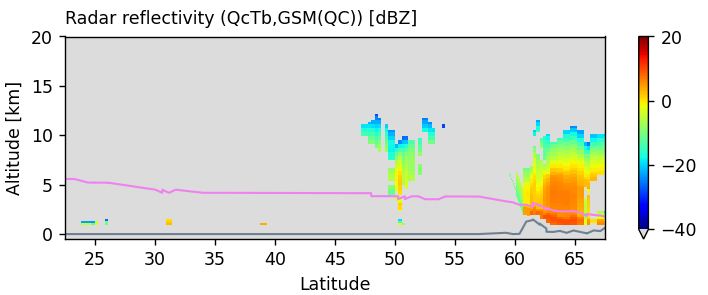 Radar reflectivity (QcTb,GSM(QC)) [dBZ]
20
15
10
5
0
Altitude [km]
25 30 35 40 45 50 55 60 65
Latitude
20
0
−20
−40